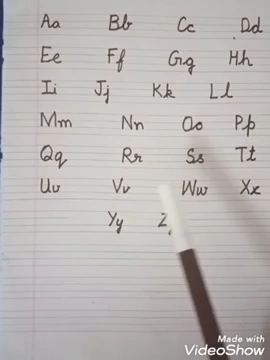 Aa Bb Cc Dd
Ee Ff Gg Hh
Ii Jj Kk Ll
Mm Nn Oo Pp
Qq Rr Ss Tt
Uu Vv Ww Xx
Yy Z
Made with
VideoShow